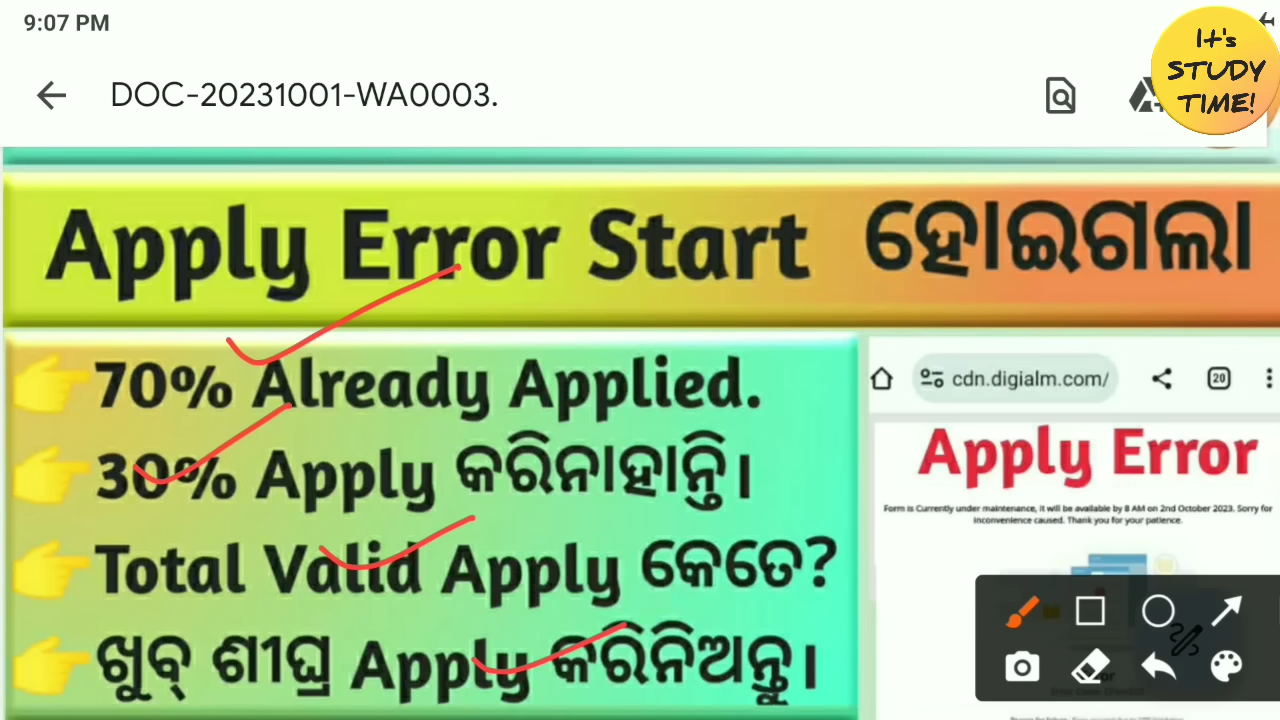 9:07 PM
It's
STUDY
TIME!
DOC-20231001-WA0003.
Apply Error Start ହୋଇଗଲା
70% Already Applied.
30% Apply କରିନାହାନ୍ତି।
Total Valid Apply କେତେ?
ଖୁବ୍ ଶୀଘ୍ର Apply କରିନିଅନ୍ତୁ।
cdn.digialm.com/
20
Apply Error
Form is Currently under maintenance, it will be available by 8 AM on 2nd October 2023. Sorry for
inconvenience caused. Thank you for your patience.